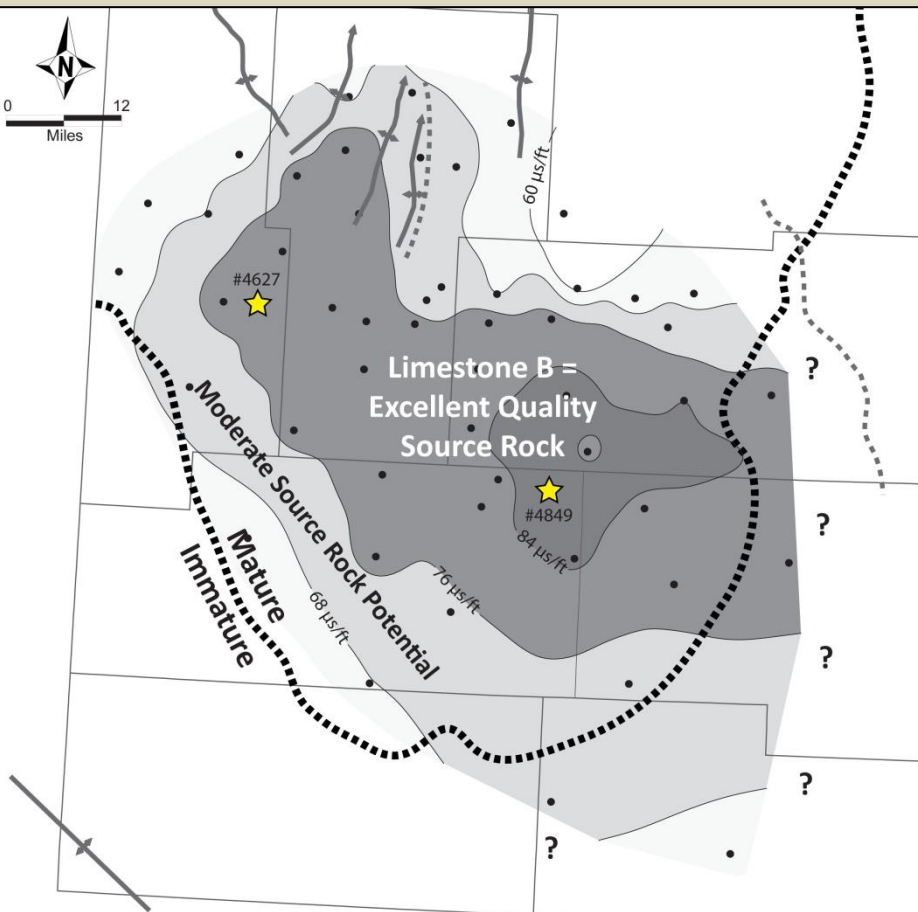 N
0 12
Miles
60 µs/ft
#4627
?
Limestone B =
Excellent Quality
Source Rock
Moderate Source Rock Potential
#4849
?
84 µs/ft
Mature
Immature
76 µs/ft
68 µs/ft
?
?
?